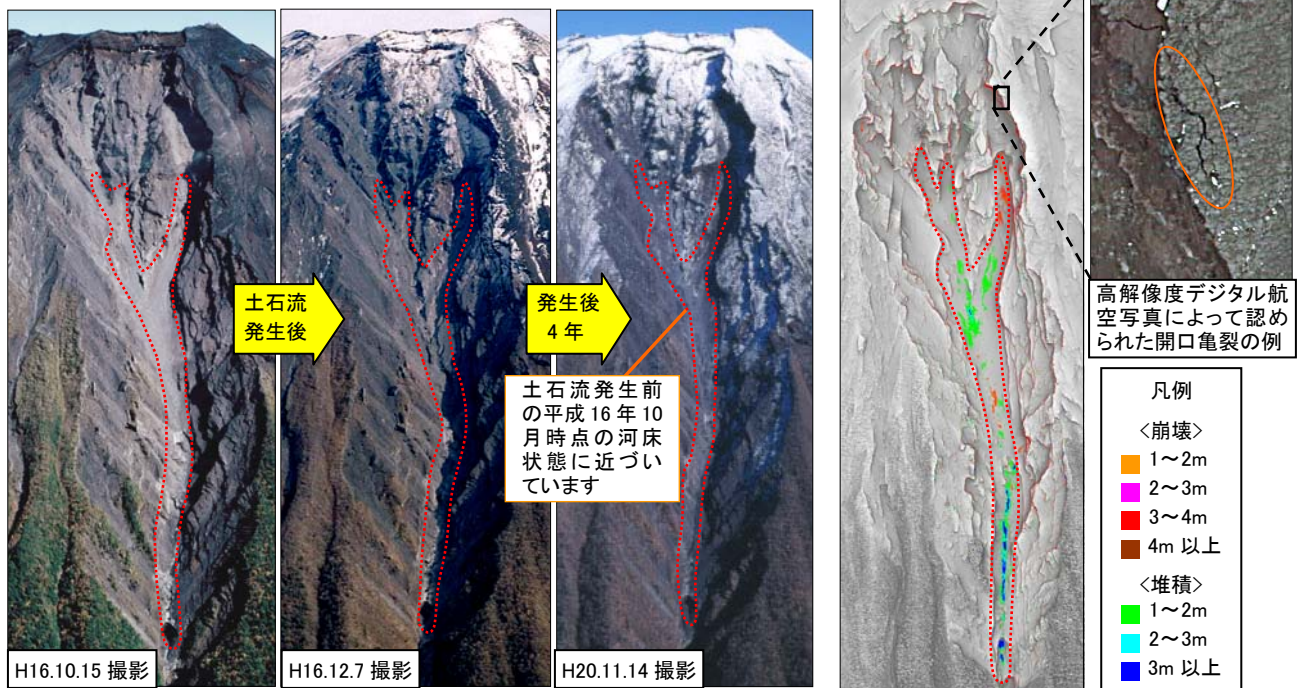 土石流
発生後
発生後
4 年
土石流発生前
の平成 16 年 10
月時点の河床
状態に近づい
ています
H16.10.15 撮影
H16.12.7 撮影
H20.11.14 撮影
高解像度デジタル航
空写真によって認め
られた開口亀裂の例
凡例
<崩壊>
1～2m
2～3m
3～4m
4m 以上
<堆積>
1～2m
2～3m
3m 以上